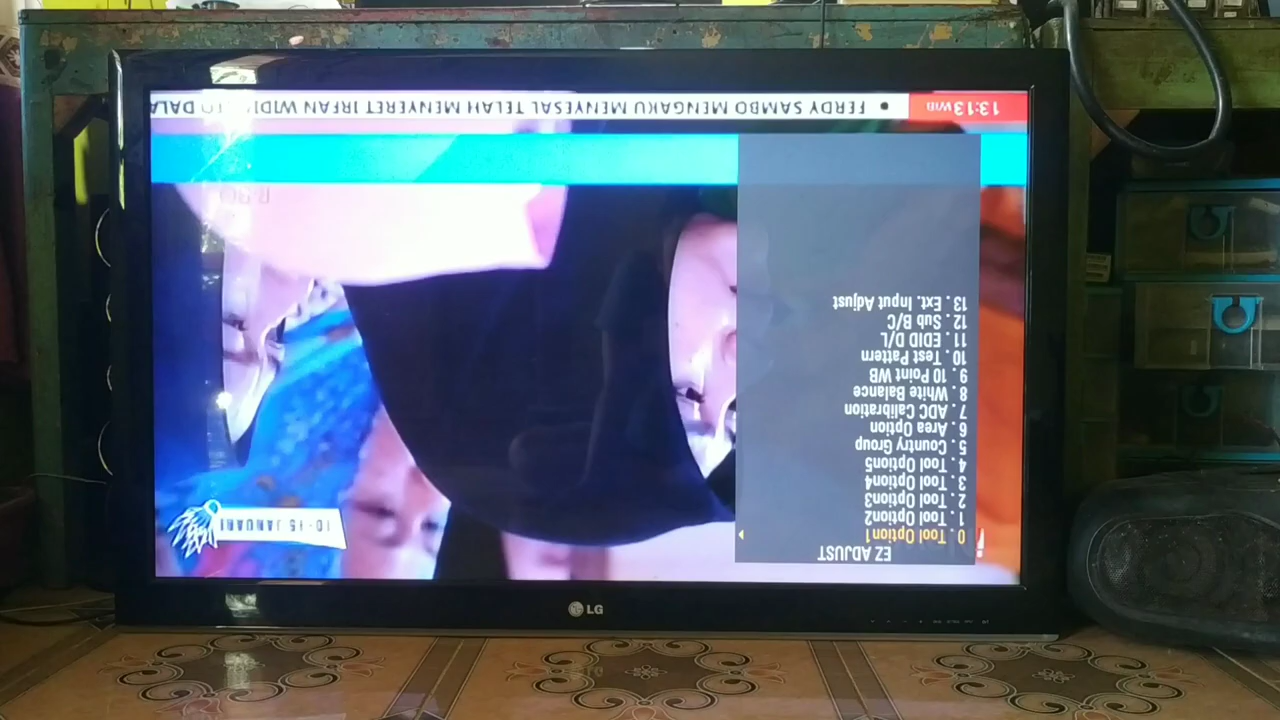 EZ ADJUST
0 . Tool Option1
1 . Tool Option2
2 . Tool Option3
3 . Tool Option4
4 . Tool Option5
5 . Country Group
6 . Area Option
7 . ADC Calibration
8 . White Balance
9 . 10 Point WB
10 . Test Pattern
11 . EDID D/L
12 . Sub B/C
13 . Ext. Input Adjust
10-15 JANUARI
13:13 WIB
FERDY SAMBO MENGAKU MENYESAL TELAH MENYERET IRFAN
LG